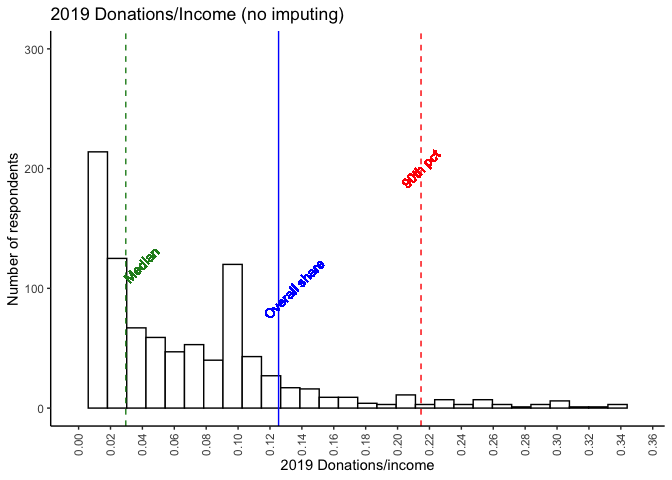 2019 Donations/Income (no imputing)
300
200
100
0
Number of respondents
Median
Overall share
90th pct
0.00 0.02 0.04 0.06 0.08 0.10 0.12 0.14 0.16 0.18 0.20 0.22 0.24 0.26 0.28 0.30 0.32 0.34 0.36
2019 Donations/income